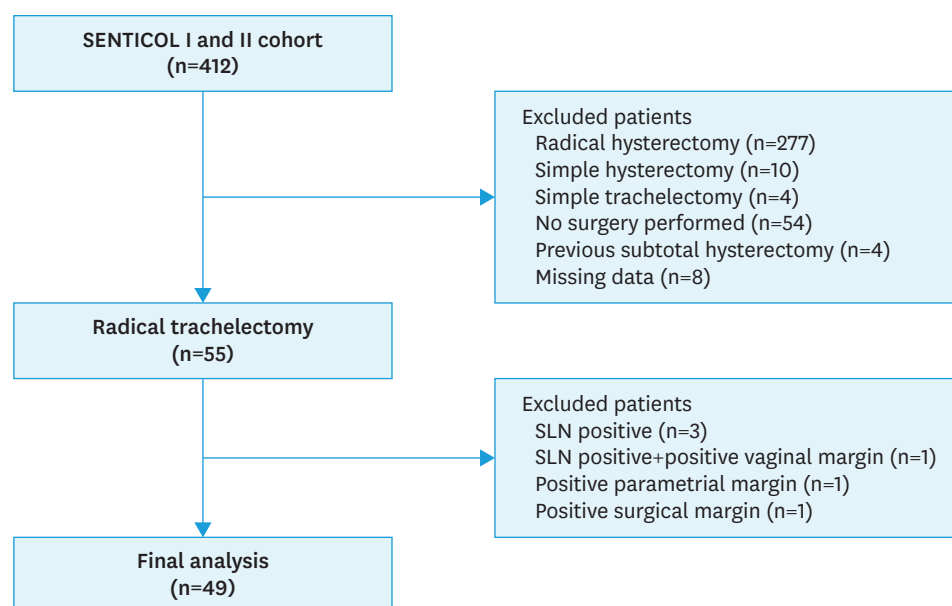 SENTICOL I and II cohort
(n=412)
Excluded patients
Radical hysterectomy (n=277)
Simple hysterectomy (n=10)
Simple trachelectomy (n=4)
No surgery performed (n=54)
Previous subtotal hysterectomy (n=4)
Missing data (n=8)
Radical trachelectomy
(n=55)
Excluded patients
SLN positive (n=3)
SLN positive+positive vaginal margin (n=1)
Positive parametrial margin (n=1)
Positive surgical margin (n=1)
Final analysis
(n=49)